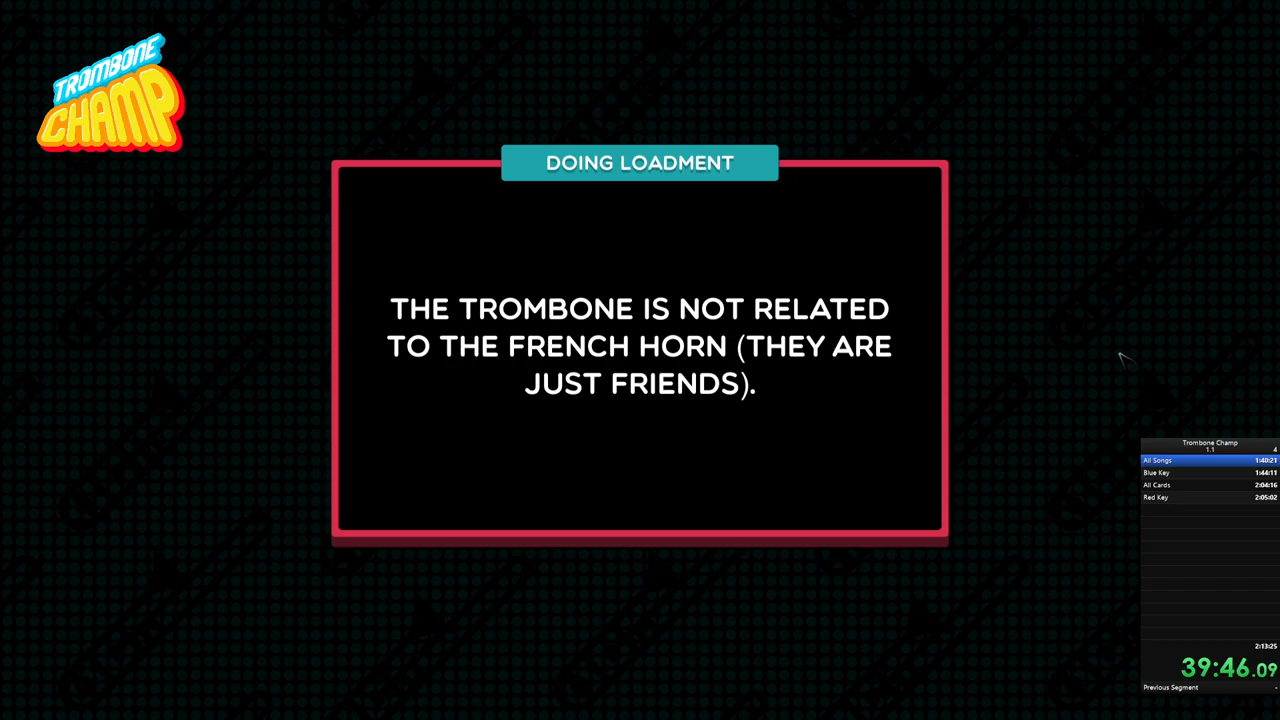 TROMBONE
CHAMP
DOING LOADMENT
THE TROMBONE IS NOT RELATED
TO THE FRENCH HORN (THEY ARE
JUST FRIENDS).
Trombone Champ
1.1 4
All Songs 1:40:21
Blue Key 1:44:11
All Cards 2:04:16
Red Key 2:05:02
2:13:25
39:46.09
Previous Segment -